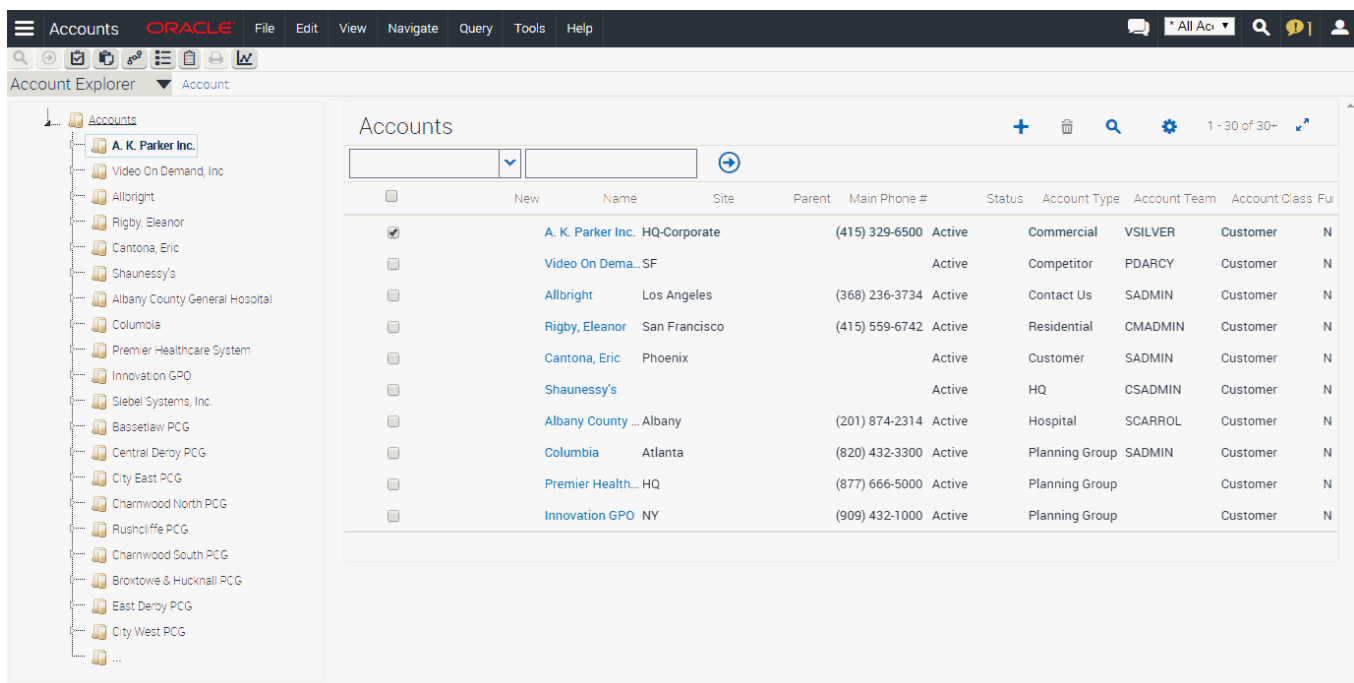 Accounts ORACLE File Edit View Navigate Query Tools Help * All Acc 1
Account Explorer Account:
Accounts
A. K. Parker Inc.
Video On Demand, Inc
Allbright
Rigby, Eleanor
Cantona, Eric
Shaunessy's
Albany County General Hospital
Columbia
Premier Healthcare System
Innovation GPO
Siebel Systems, Inc.
Bassetlaw PCG
Central Derby PCG
City East PCG
Charnwood North PCG
Rushcliffe PCG
Charnwood South PCG
Broxtowe & Hucknall PCG
East Derby PCG
City West PCG
...
Accounts 1 - 30 of 30+
New Name Site Parent Main Phone # Status Account Type Account Team Account Class Fu
A. K. Parker Inc. HQ-Corporate (415) 329-6500 Active Commercial VSILVER Customer N
Video On Dema... SF Active Competitor PDARCY Customer N
Allbright Los Angeles (368) 236-3734 Active Contact Us SADMIN Customer N
Rigby, Eleanor San Francisco (415) 559-6742 Active Residential CMADMIN Customer N
Cantona, Eric Phoenix Active Customer SADMIN Customer N
Shaunessy's Active HQ CSADMIN Customer N
Albany County ... Albany (201) 874-2314 Active Hospital SCARROL Customer N
Columbia Atlanta (820) 432-3300 Active Planning Group SADMIN Customer N
Premier Health... HQ (877) 666-5000 Active Planning Group Customer N
Innovation GPO NY (909) 432-1000 Active Planning Group Customer N